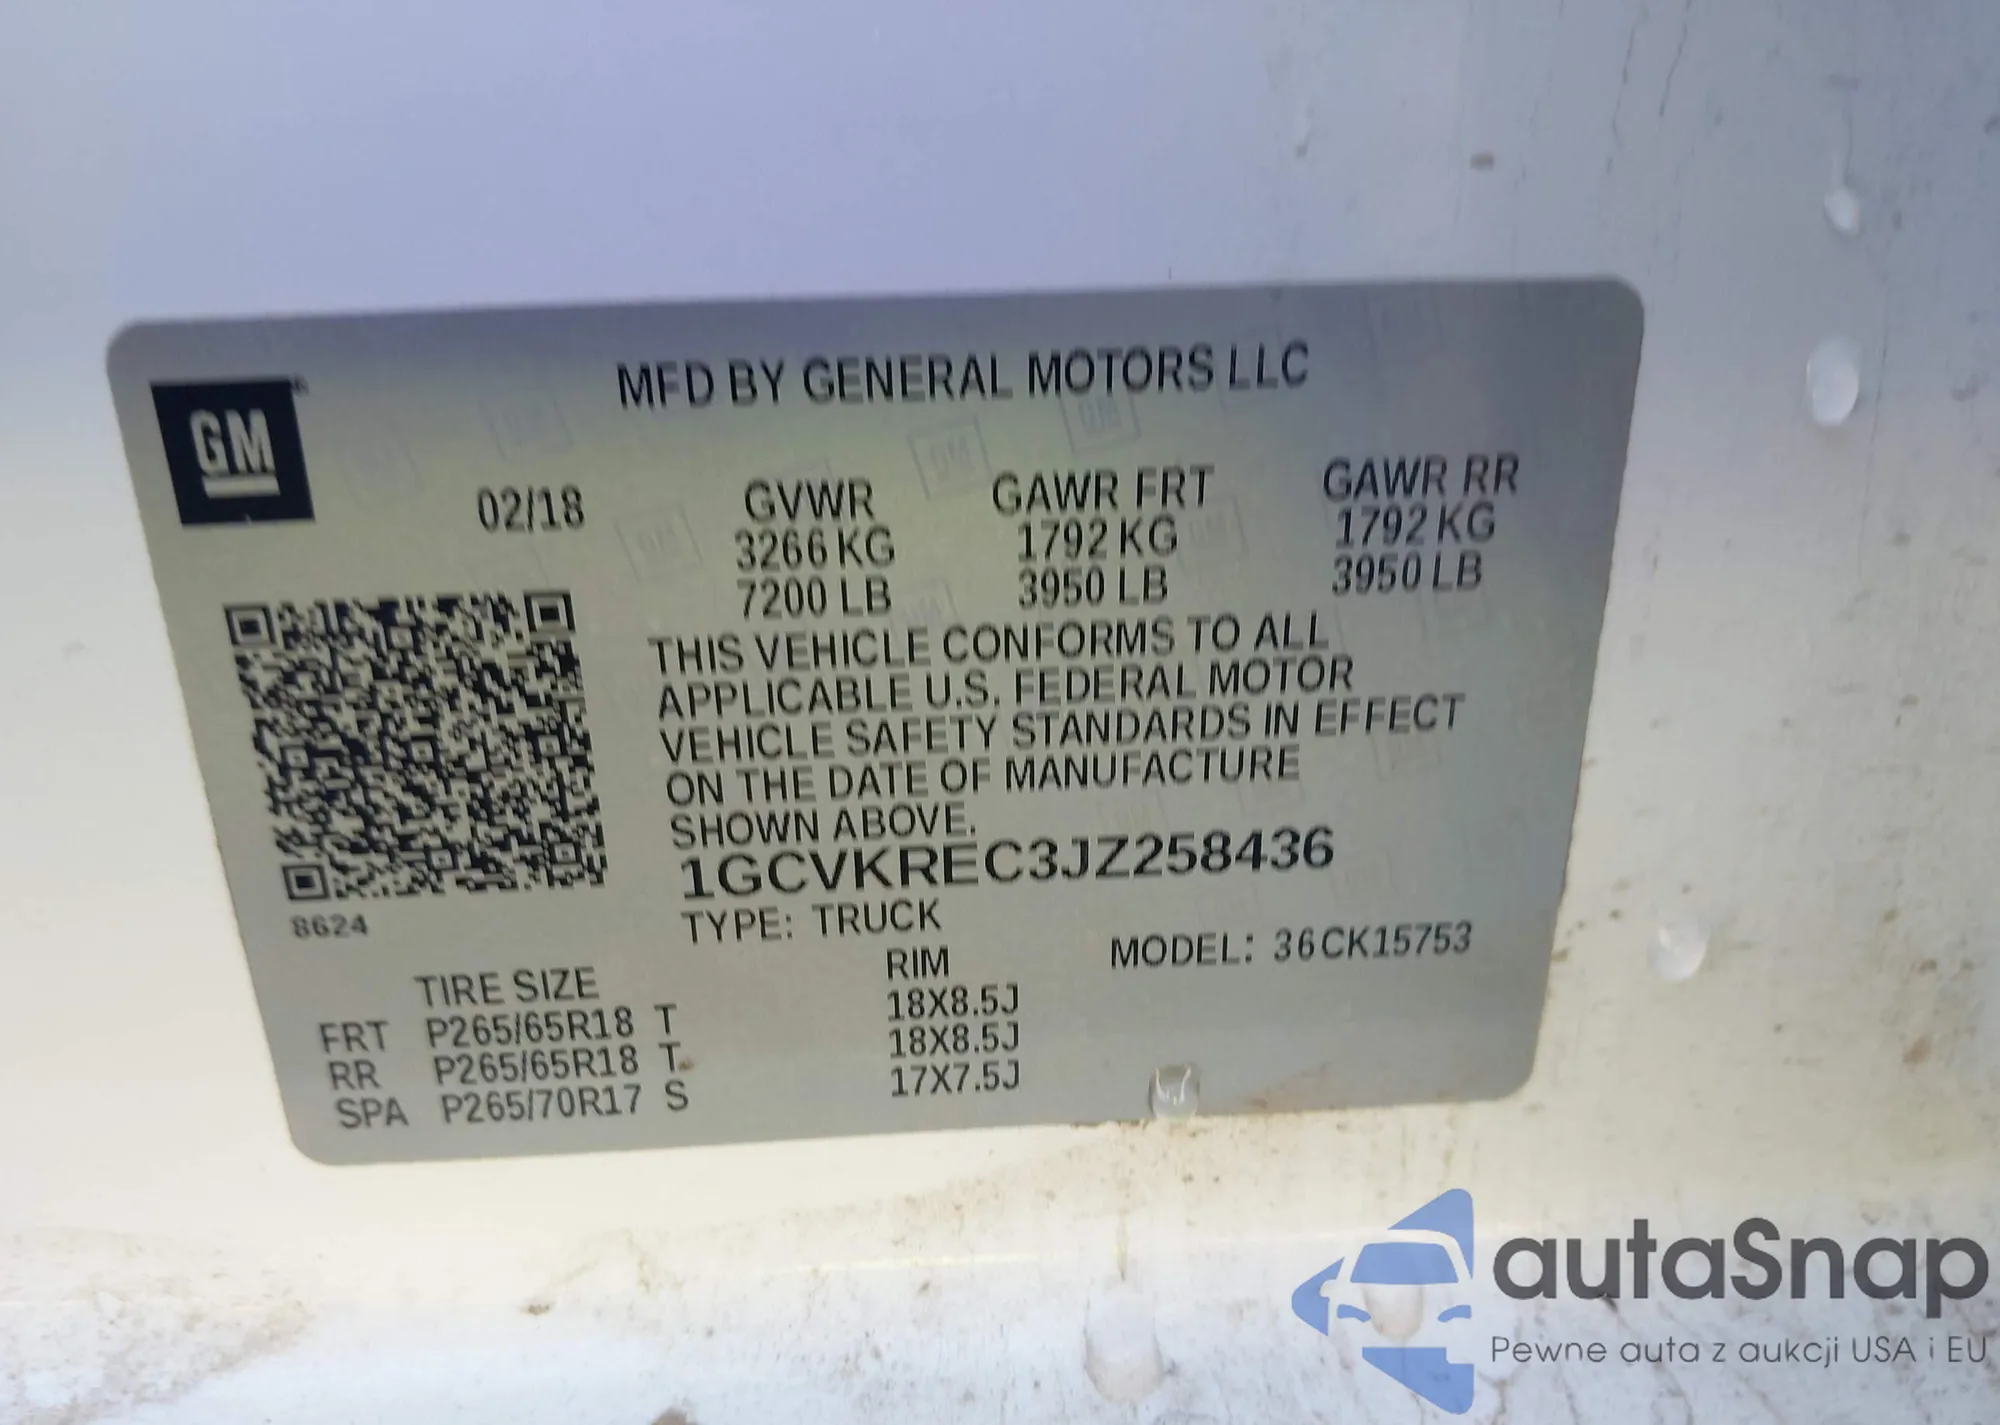 MFD BY GENERAL MOTORS LLC
GM
02/18 GVWR GAWR FRT GAWR RR
3266 KG 1792 KG 1792 KG
7200 LB 3950 LB 3950 LB
THIS VEHICLE CONFORMS TO ALL
APPLICABLE U.S. FEDERAL MOTOR
VEHICLE SAFETY STANDARDS IN EFFECT
ON THE DATE OF MANUFACTURE
SHOWN ABOVE.
1GCVKREC3JZ258436
8624
TYPE: TRUCK MODEL: 36CK15753
TIRE SIZE RIM
FRT P265/65R18 T 18X8.5J
RR P265/65R18 T 18X8.5J
SPA P265/70R17 S 17X7.5J
autaSnap
Pewne auta z aukcji USA i EU